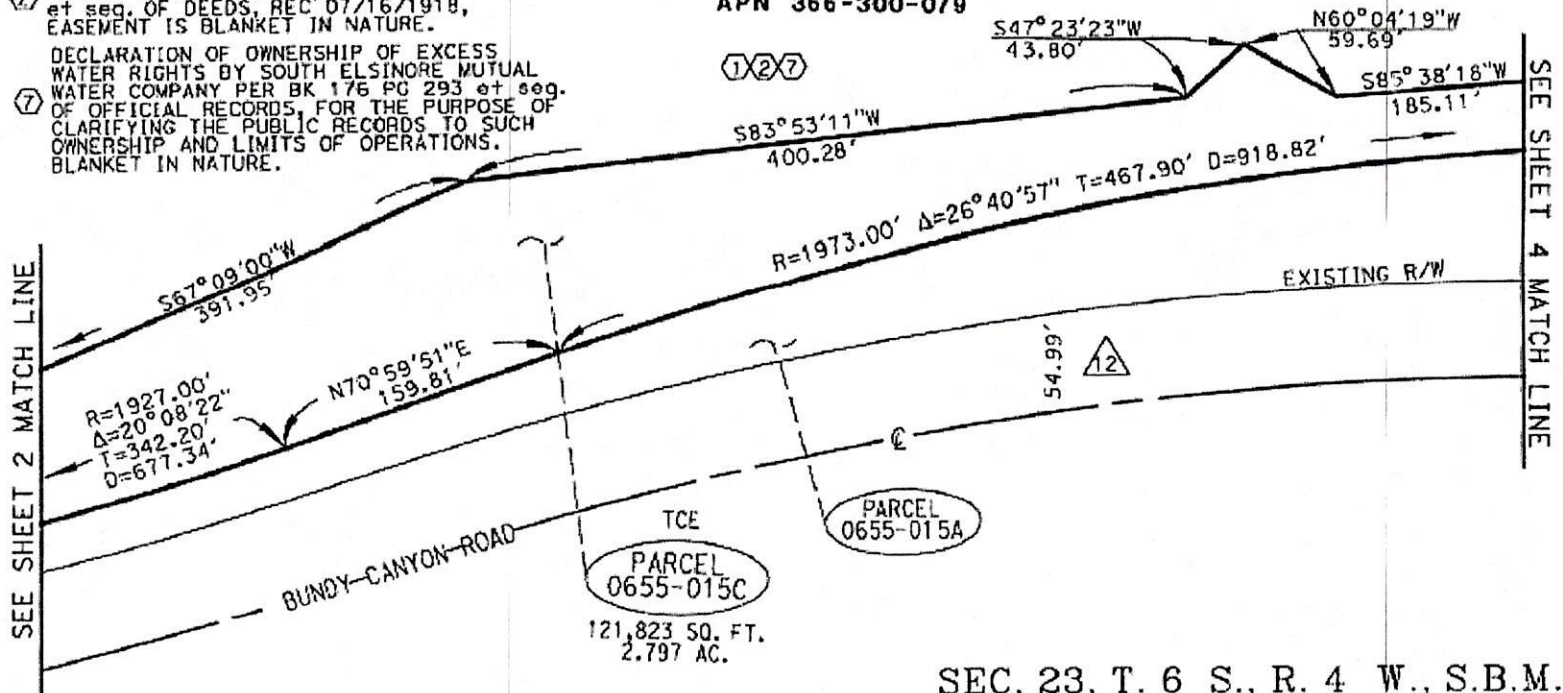 et seq. OF DEEDS, REC 07/16/1918,
EASEMENT IS BLANKET IN NATURE.
7
DECLARATION OF OWNERSHIP OF EXCESS
WATER RIGHTS BY SOUTH ELSINORE MUTUAL
WATER COMPANY PER BK 176 PG 293 et seq.
OF OFFICIAL RECORDS, FOR THE PURPOSE OF
CLARIFYING THE PUBLIC RECORDS TO SUCH
OWNERSHIP AND LIMITS OF OPERATIONS.
BLANKET IN NATURE.
APN 366-300-079
1 2 7
S47°23'23"W
43.80'
N60°04'19"W
59.69'
S85°38'18"W
185.11'
S83°53'11"W
400.28'
S67°09'00"W
391.95'
R=1973.00' Δ=26°40'57" T=467.90' D=918.82'
N70°59'51"E
159.81'
R=1927.00'
Δ=20°08'22"
T=342.20'
D=677.34'
EXISTING R/W
54.99'
12
℄
BUNDY CANYON ROAD
TCE
PARCEL
0655-015C
121,823 SQ. FT.
2.797 AC.
PARCEL
0655-015A
SEE SHEET 2 MATCH LINE
SEE SHEET 4 MATCH LINE
SEC. 23, T. 6 S., R. 4 W., S.B.M.